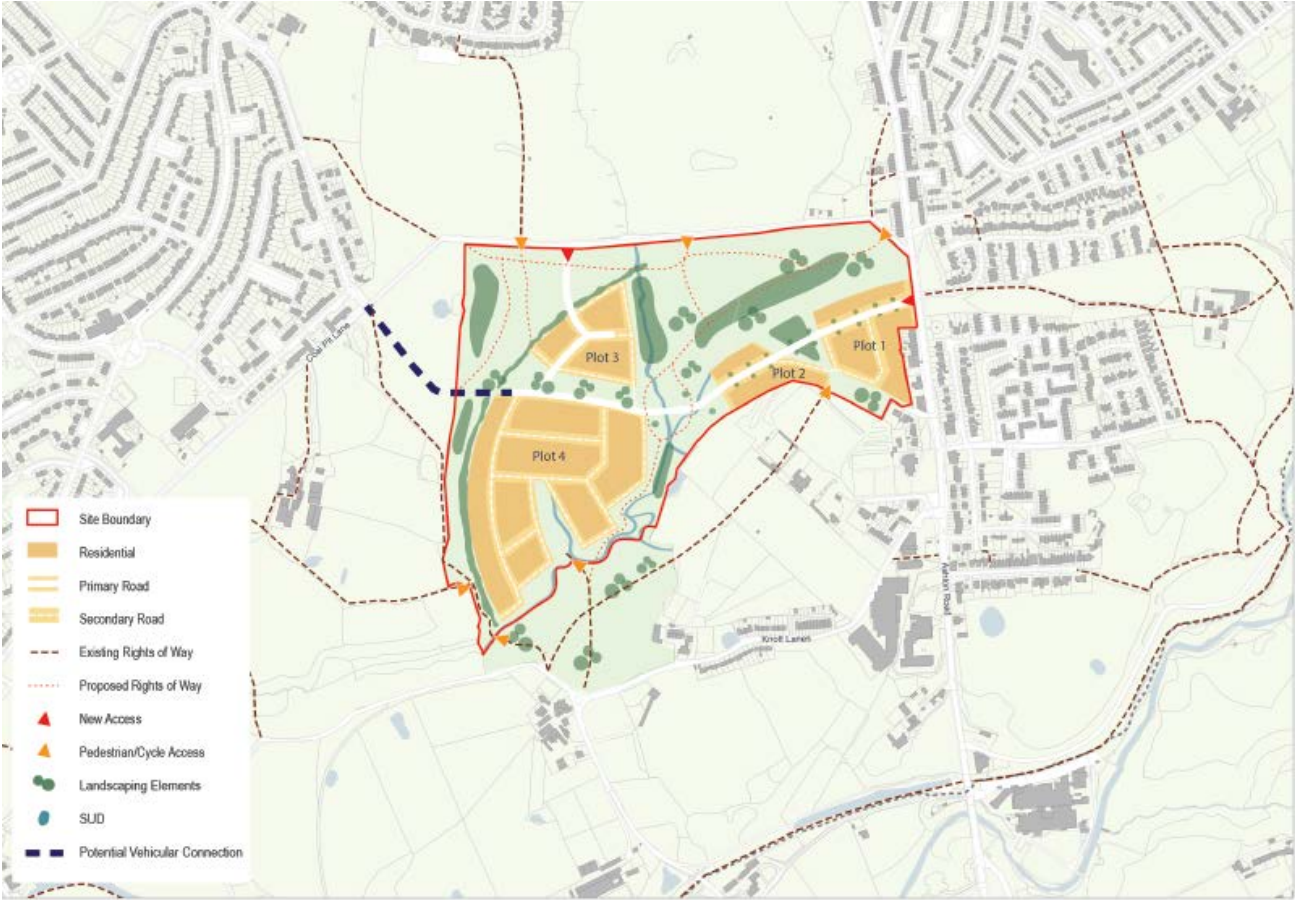 Coal Pit Lane
Plot 1
Plot 3
Plot 2
Plot 4
Ashton Road
Knott Lanes
Site Boundary
Residential
Primary Road
Secondary Road
Existing Rights of Way
Proposed Rights of Way
New Access
Pedestrian/Cycle Access
Landscaping Elements
SUD
Potential Vehicular Connection